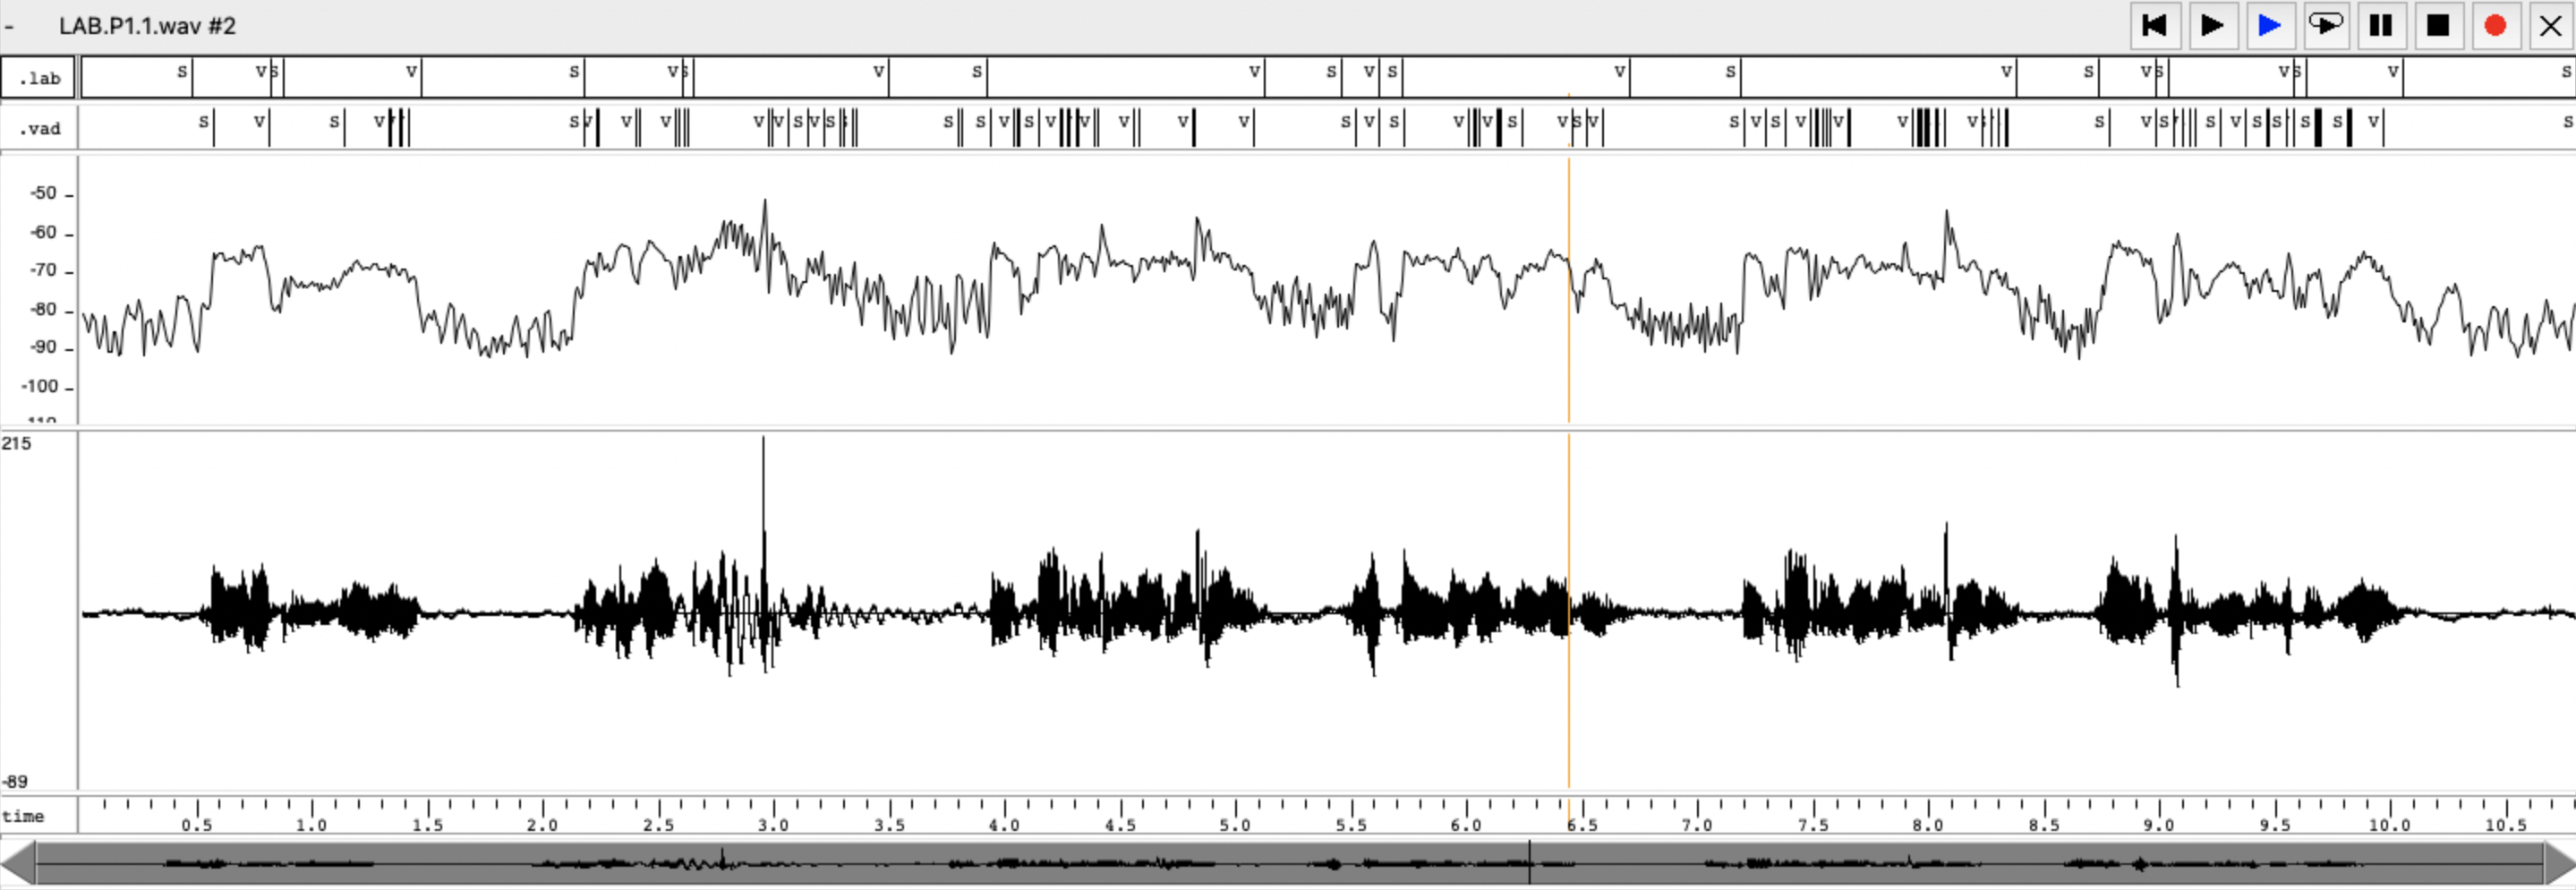 - LAB.P1.1.wav #2
.lab s v s v s v s v s v s v s v s v s v s v s v s
.vad s v s v s v v v v v s v s s s s v s v v v v v s v s v v s v s v s v s v v v v s v s s v s s s s v s
-50
-60
-70
-80
-90
-100
215
-89
time 0.5 1.0 1.5 2.0 2.5 3.0 3.5 4.0 4.5 5.0 5.5 6.0 6.5 7.0 7.5 8.0 8.5 9.0 9.5 10.0 10.5